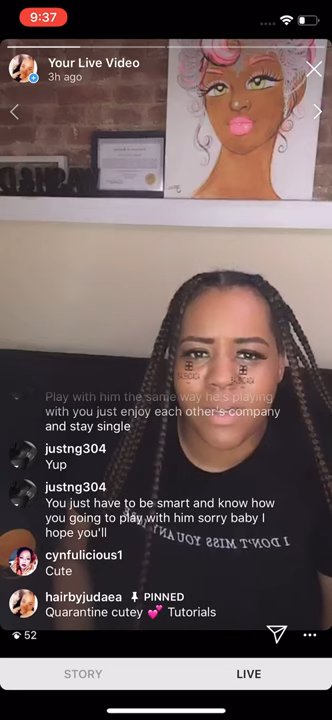 9:37
Your Live Video
3h ago
Play with him the same way he's playing
with you just enjoy each other's company
and stay single
justng304
Yup
justng304
You just have to be smart and know how
you going to play with him sorry baby I
hope you'll
I DON'T MISS YOU
cynfulicious1
Cute
hairbyjudaea PINNED
Quarantine cutey 💕 Tutorials
52
STORY LIVE